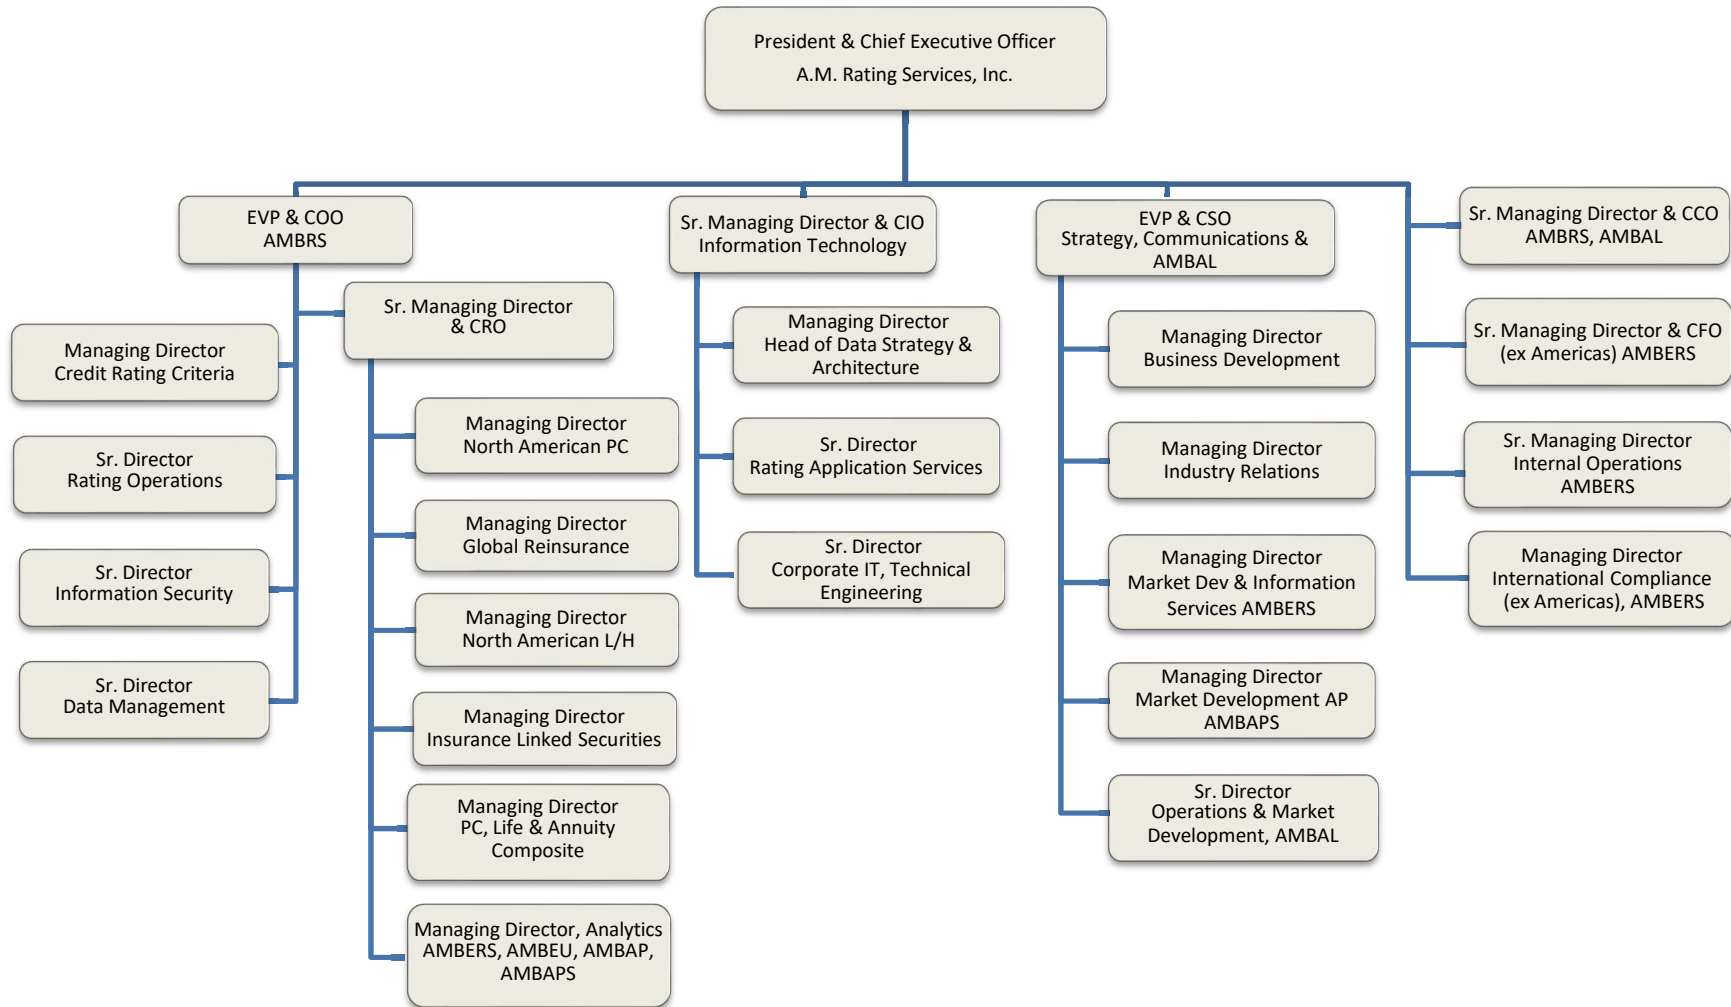 President & Chief Executive Officer
A.M. Rating Services, Inc.
EVP & COO
AMBRS
Managing Director
Credit Rating Criteria
Sr. Director
Rating Operations
Sr. Director
Information Security
Sr. Director
Data Management
Sr. Managing Director
& CRO
Managing Director
North American PC
Managing Director
Global Reinsurance
Managing Director
North American L/H
Managing Director
Insurance Linked Securities
Managing Director
PC, Life & Annuity
Composite
Managing Director, Analytics
AMBERS, AMBEU, AMBAP,
AMBAPS
Sr. Managing Director & CIO
Information Technology
Managing Director
Head of Data Strategy &
Architecture
Sr. Director
Rating Application Services
Sr. Director
Corporate IT, Technical
Engineering
EVP & CSO
Strategy, Communications &
AMBAL
Managing Director
Business Development
Managing Director
Industry Relations
Managing Director
Market Dev & Information
Services AMBERS
Managing Director
Market Development AP
AMBAPS
Sr. Director
Operations & Market
Development, AMBAL
Sr. Managing Director & CCO
AMBRS, AMBAL
Sr. Managing Director & CFO
(ex Americas) AMBERS
Sr. Managing Director
Internal Operations
AMBERS
Managing Director
International Compliance
(ex Americas), AMBERS